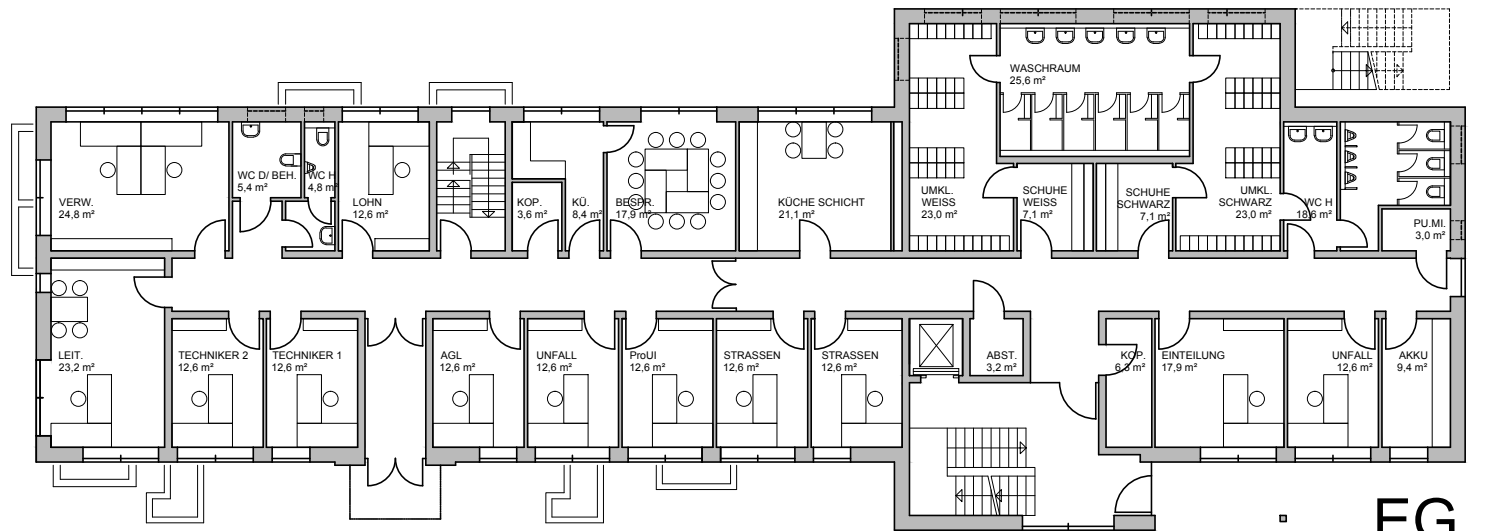 WASCHRAUM
25,6 m²
VERW.
24,8 m²
WC D/ BEH.
5,4 m²
WC H
4,8 m²
LOHN
12,6 m²
KOP.
3,6 m²
KÜ.
8,4 m²
BESPR.
17,9 m²
KÜCHE SCHICHT
21,1 m²
UMKL.
WEISS
23,0 m²
SCHUHE
WEISS
7,1 m²
SCHUHE
SCHWARZ
7,1 m²
UMKL.
SCHWARZ
23,0 m²
WC H
18,6 m²
PU.MI.
3,0 m²
LEIT.
23,2 m²
TECHNIKER 2
12,6 m²
TECHNIKER 1
12,6 m²
AGL
12,6 m²
UNFALL
12,6 m²
ProUI
12,6 m²
STRASSEN
12,6 m²
STRASSEN
12,6 m²
ABST.
3,2 m²
KOP.
6,3 m²
EINTEILUNG
17,9 m²
UNFALL
12,6 m²
AKKU
9,4 m²
EG